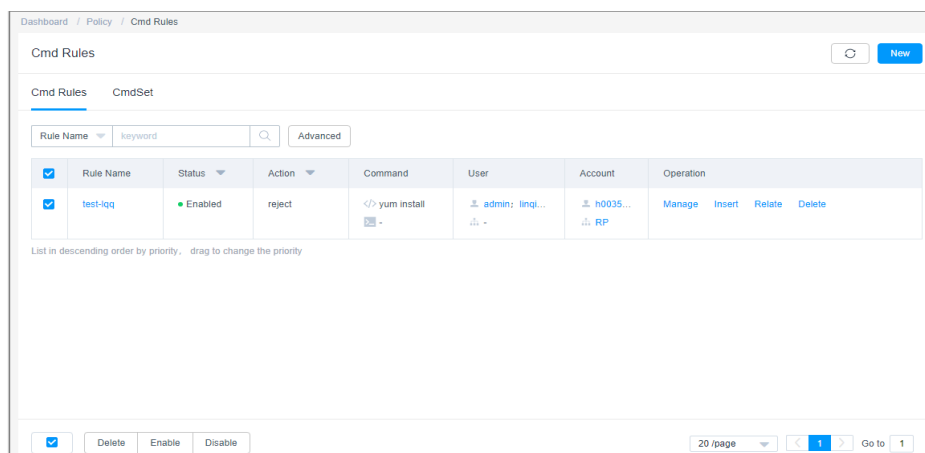 Dashboard / Policy / Cmd Rules
Cmd Rules
New
Cmd Rules CmdSet
Rule Name keyword Advanced
Rule Name Status Action Command User Account Operation
test-lqq Enabled reject </> yum install admin; linqi... h0035... Manage Insert Relate Delete
>_ - - RP
List in descending order by priority, drag to change the priority
Delete Enable Disable 20 /page < 1 > Go to 1